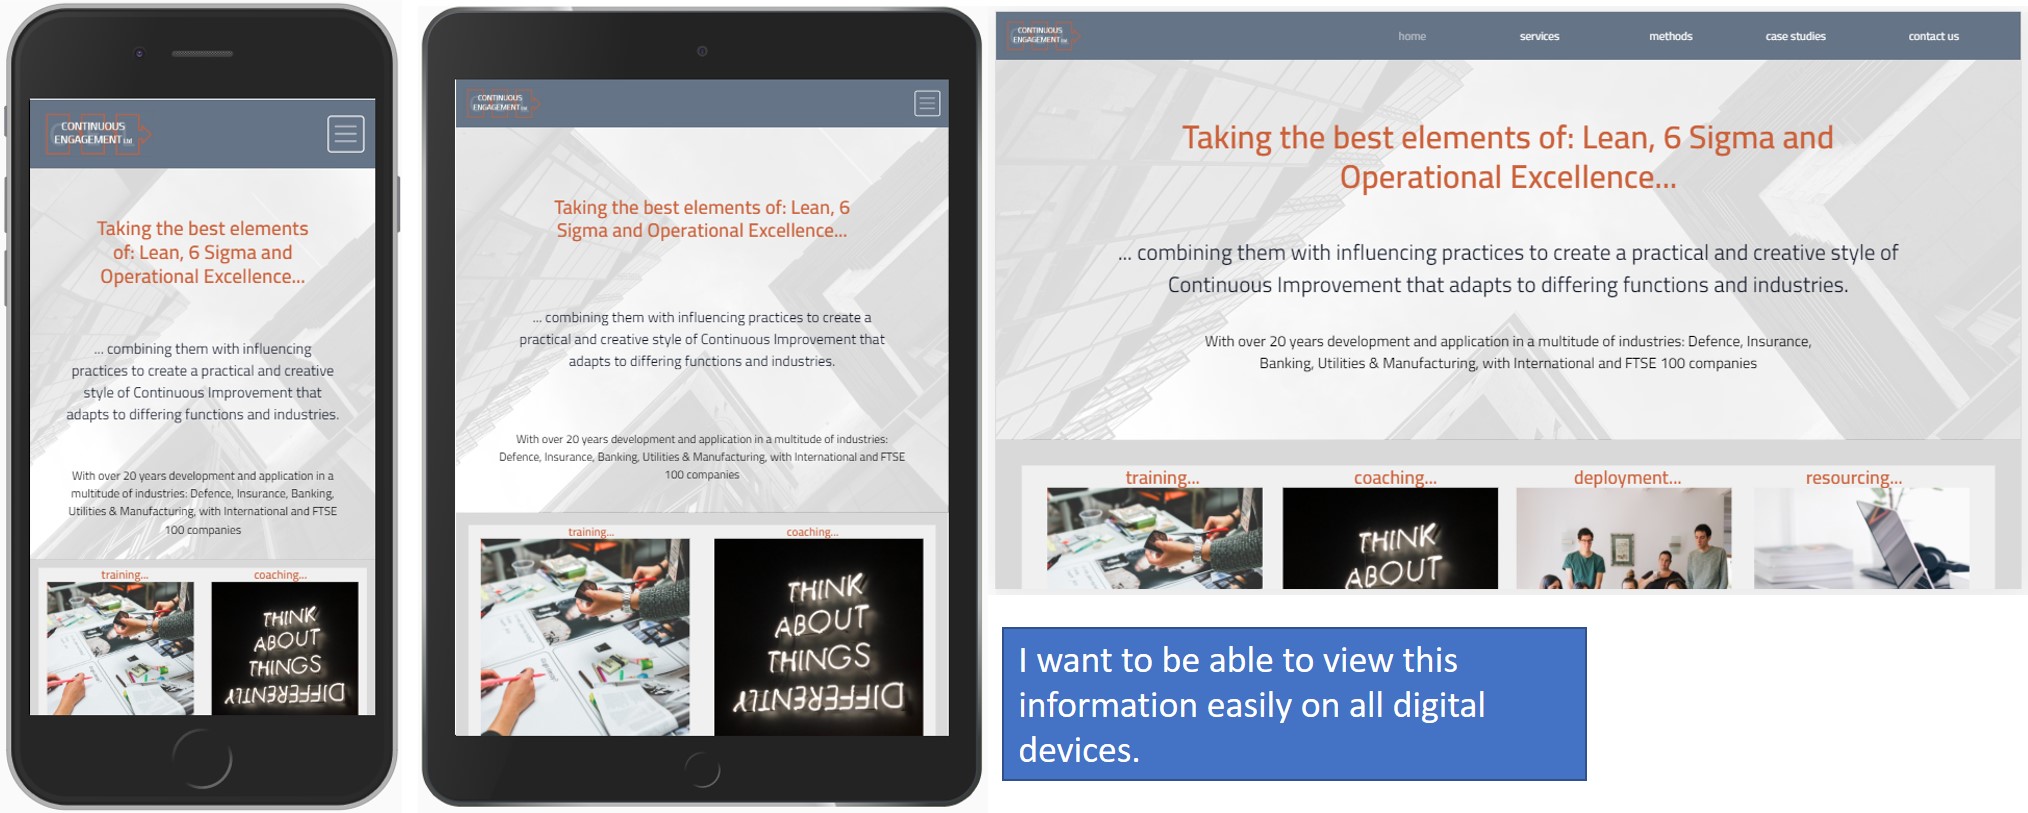 CONTINUOUS
ENGAGEMENT Ltd
Taking the best elements
of: Lean, 6 Sigma and
Operational Excellence...
... combining them with influencing
practices to create a practical and creative
style of Continuous Improvement that
adapts to differing functions and industries.
With over 20 years development and application in a
multitude of industries: Defence, Insurance, Banking,
Utilities & Manufacturing, with International and FTSE
100 companies
training...
coaching...
THINK
ABOUT
THINGS
DIFFERENTLY
CONTINUOUS
ENGAGEMENT Ltd
Taking the best elements of: Lean, 6
Sigma and Operational Excellence...
... combining them with influencing practices to create a
practical and creative style of Continuous Improvement that
adapts to differing functions and industries.
With over 20 years development and application in a multitude of industries:
Defence, Insurance, Banking, Utilities & Manufacturing, with International and FTSE
100 companies
training...
coaching...
THINK
ABOUT
THINGS
DIFFERENTLY
CONTINUOUS
ENGAGEMENT Ltd
home services methods case studies contact us
Taking the best elements of: Lean, 6 Sigma and
Operational Excellence...
... combining them with influencing practices to create a practical and creative style of
Continuous Improvement that adapts to differing functions and industries.
With over 20 years development and application in a multitude of industries: Defence, Insurance,
Banking, Utilities & Manufacturing, with International and FTSE 100 companies
training... coaching... deployment... resourcing...
THINK
ABOUT
I want to be able to view this
information easily on all digital
devices.